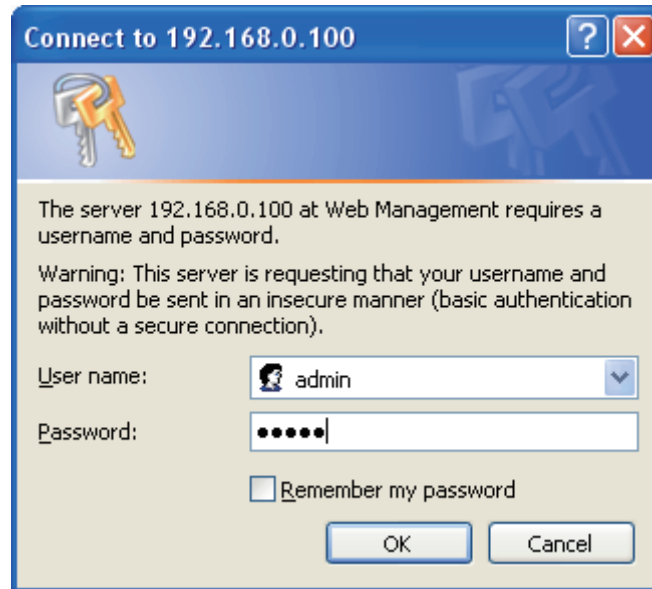 Connect to 192.168.0.100
?
The server 192.168.0.100 at Web Management requires a
username and password.
Warning: This server is requesting that your username and
password be sent in an insecure manner (basic authentication
without a secure connection).
User name:
admin
Password:
●●●●●
Remember my password
OK
Cancel